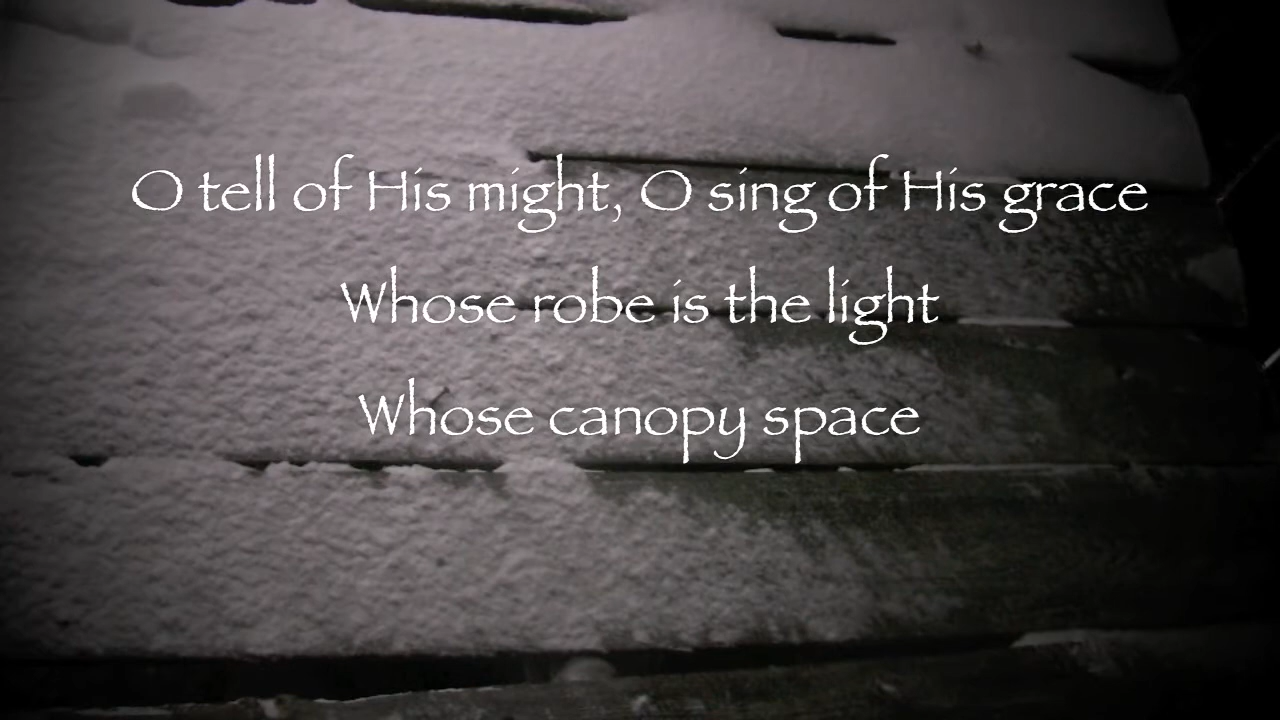 O tell of His might, O sing of His grace
Whose robe is the light
Whose canopy space